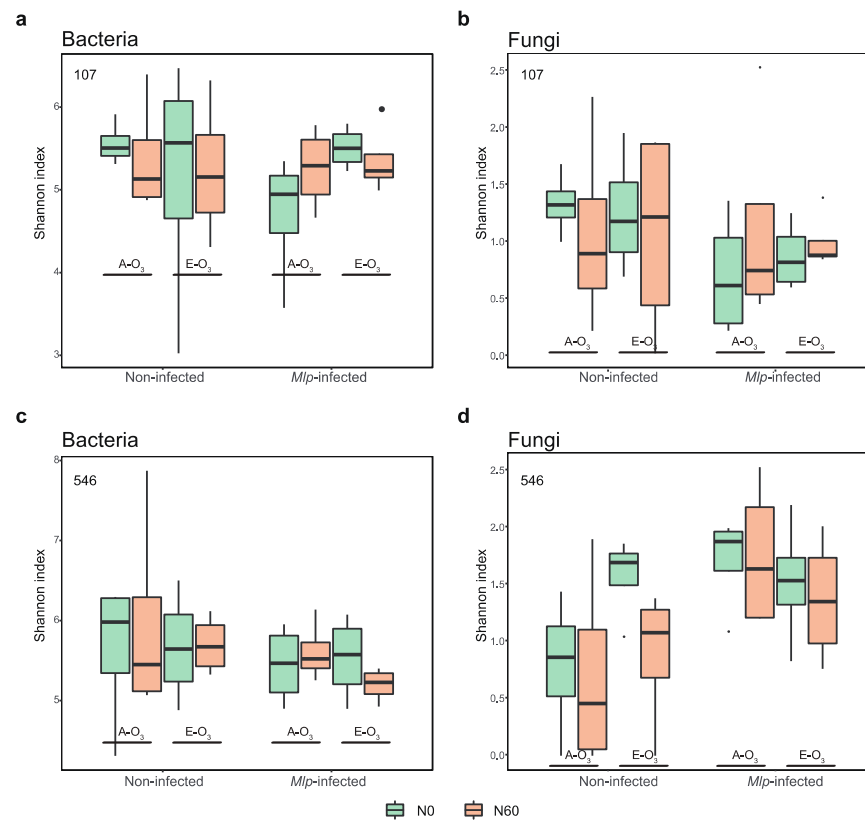 a
Bacteria
107
6
5
4
3
Shannon index
A-O₃
E-O₃
Non-infected
Mlp-infected
b
Fungi
107
2.5
2.0
1.5
1.0
0.5
0.0
Shannon index
A-O₃
E-O₃
A-O₃
E-O₃
Non-infected
Mlp-infected
A-O₃
E-O₃
c
Bacteria
546
8
7
6
5
Shannon index
A-O₃
E-O₃
A-O₃
E-O₃
Non-infected
Mlp-infected
d
Fungi
546
2.5
2.0
1.5
1.0
0.5
0.0
Shannon index
A-O₃
E-O₃
A-O₃
E-O₃
Non-infected
Mlp-infected
N0
N60